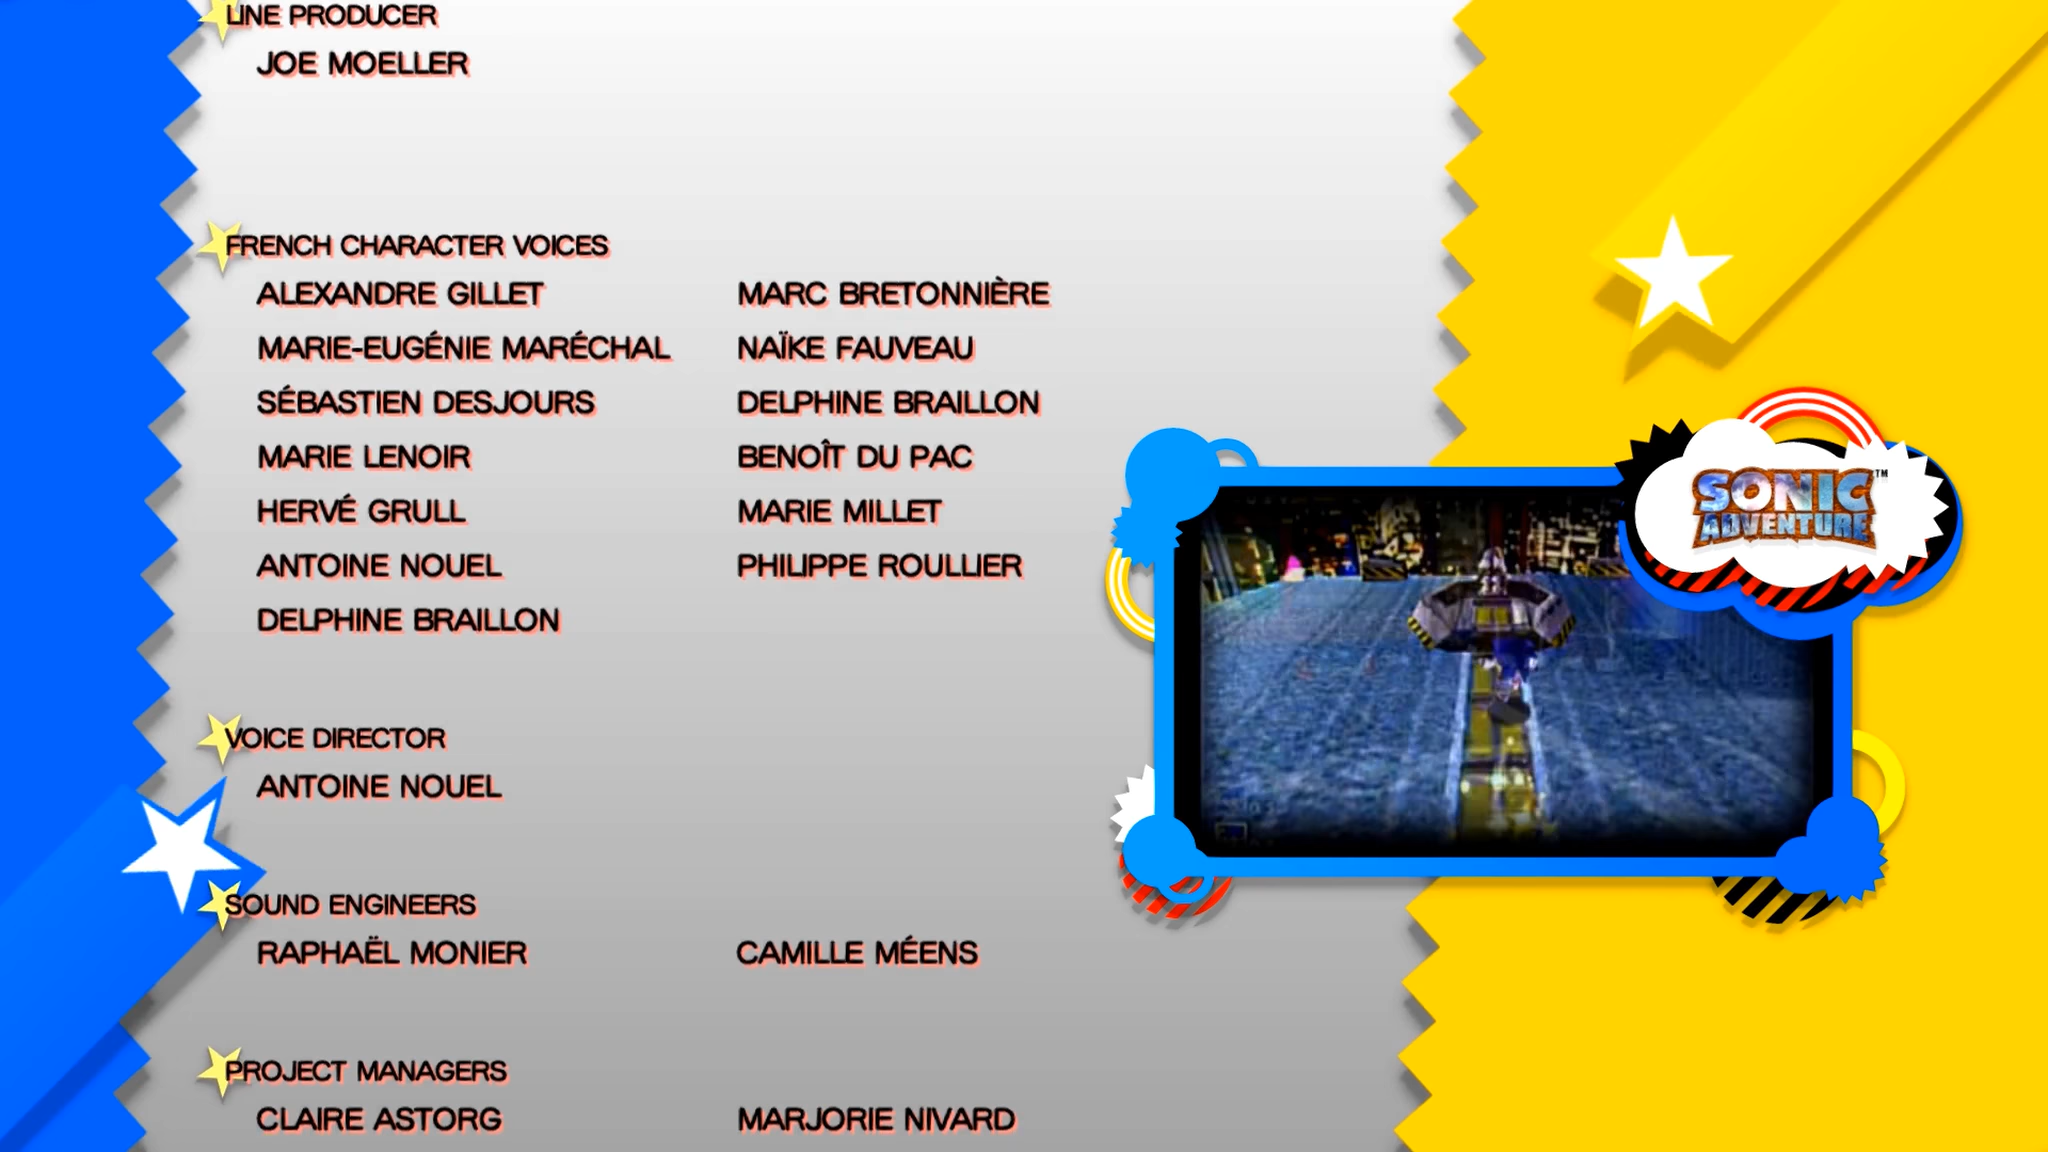 LINE PRODUCER
JOE MOELLER
FRENCH CHARACTER VOICES
ALEXANDRE GILLET MARC BRETONNIÈRE
MARIE-EUGÉNIE MARÉCHAL NAÏKE FAUVEAU
SÉBASTIEN DESJOURS DELPHINE BRAILLON
MARIE LENOIR BENOÎT DU PAC
HERVÉ GRULL MARIE MILLET
ANTOINE NOUEL PHILIPPE ROULLIER
DELPHINE BRAILLON
VOICE DIRECTOR
ANTOINE NOUEL
SOUND ENGINEERS
RAPHAËL MONIER CAMILLE MÉENS
PROJECT MANAGERS
CLAIRE ASTORG MARJORIE NIVARD
SONIC™
ADVENTURE